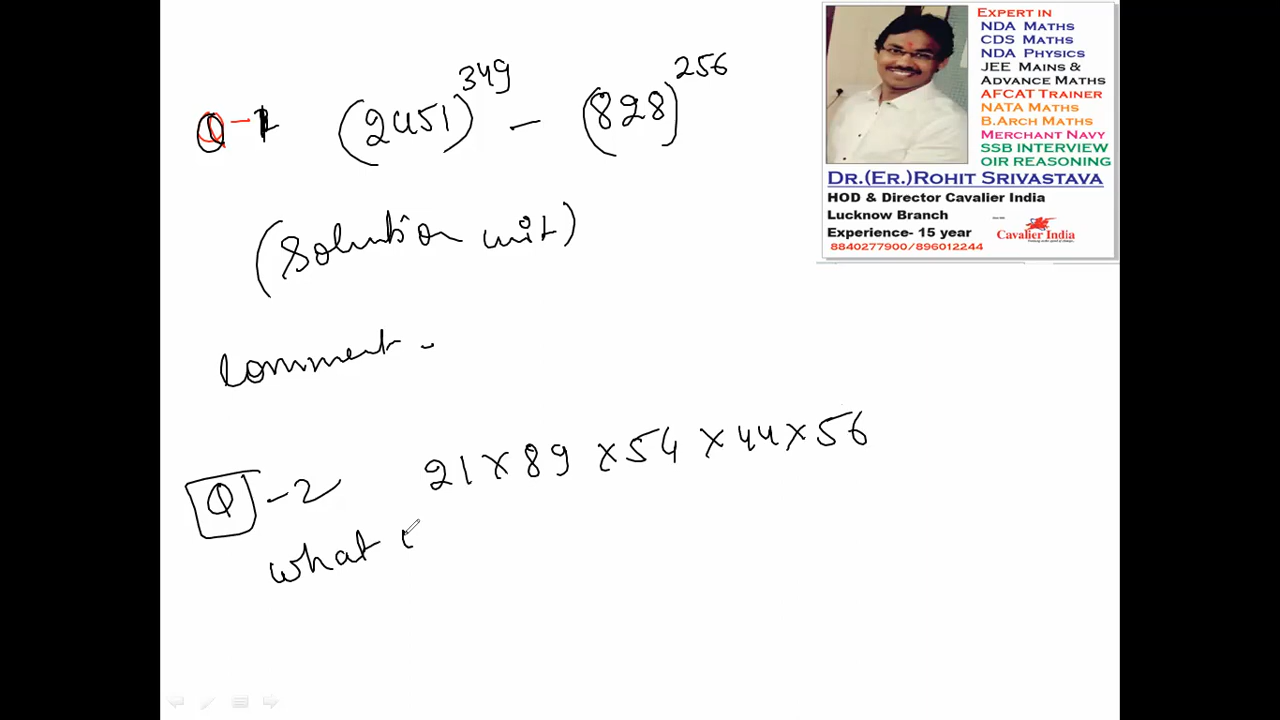 Q-1 (2451)^349 - (828)^256
(Solution unit)
Comment.
Q-2 21×89×54×44×56
what
EXPERT IN
NDA MATHS
CDS MATHS
NDA PHYSICS
JEE MAINS &
ADVANCE MATHS
AFCAT TRAINER
NATA MATHS
B.ARCH MATHS
MERCHANT NAVY
SSB INTERVIEW
OIR REASONING
DR.(ER.)ROHIT SRIVASTAVA
HOD & Director Cavalier India
Lucknow Branch
Experience- 15 year
8840277900/896012244
Cavalier India